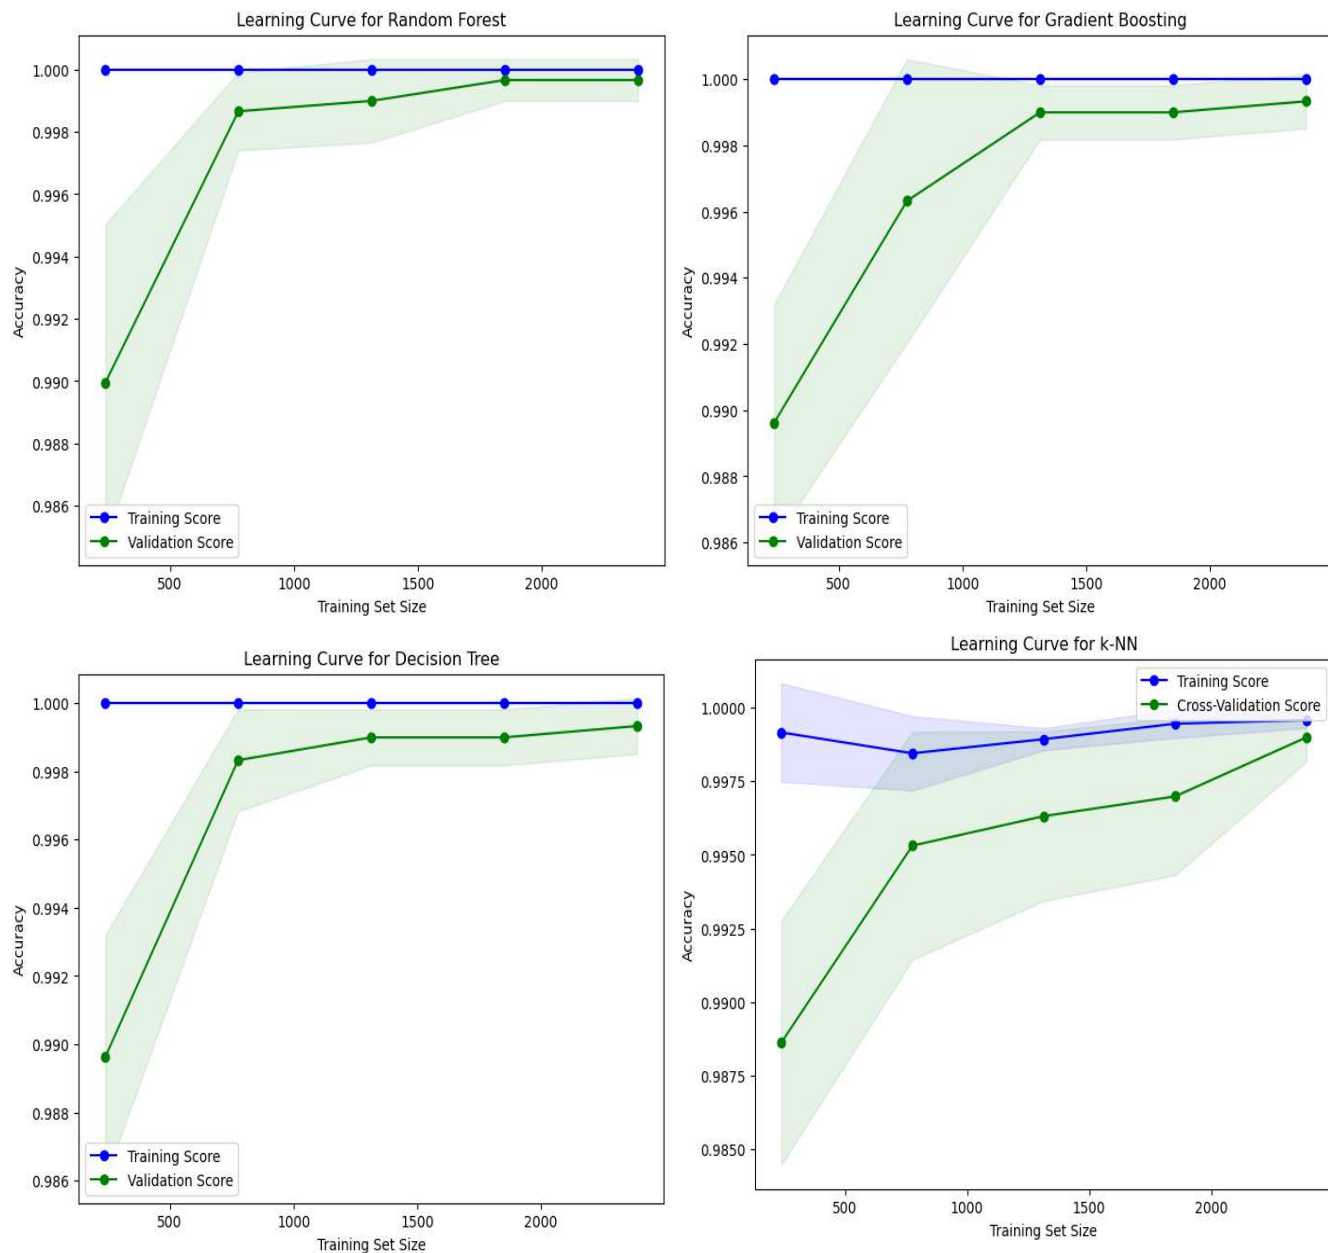 Learning Curve for Random Forest
1.000
0.998
0.996
0.994
0.992
0.990
0.988
0.986
Accuracy
Training Score
Validation Score
500 1000 1500 2000
Training Set Size
Learning Curve for Gradient Boosting
1.000
0.998
0.996
0.994
0.992
0.990
0.988
0.986
Accuracy
Training Score
Validation Score
500 1000 1500 2000
Training Set Size
Learning Curve for Decision Tree
1.000
0.998
0.996
0.994
0.992
0.990
0.988
0.986
Accuracy
Training Score
Validation Score
500 1000 1500 2000
Training Set Size
Learning Curve for k-NN
Training Score
Cross-Validation Score
1.0000
0.9975
0.9950
0.9925
0.9900
0.9875
0.9850
Accuracy
500 1000 1500 2000
Training Set Size